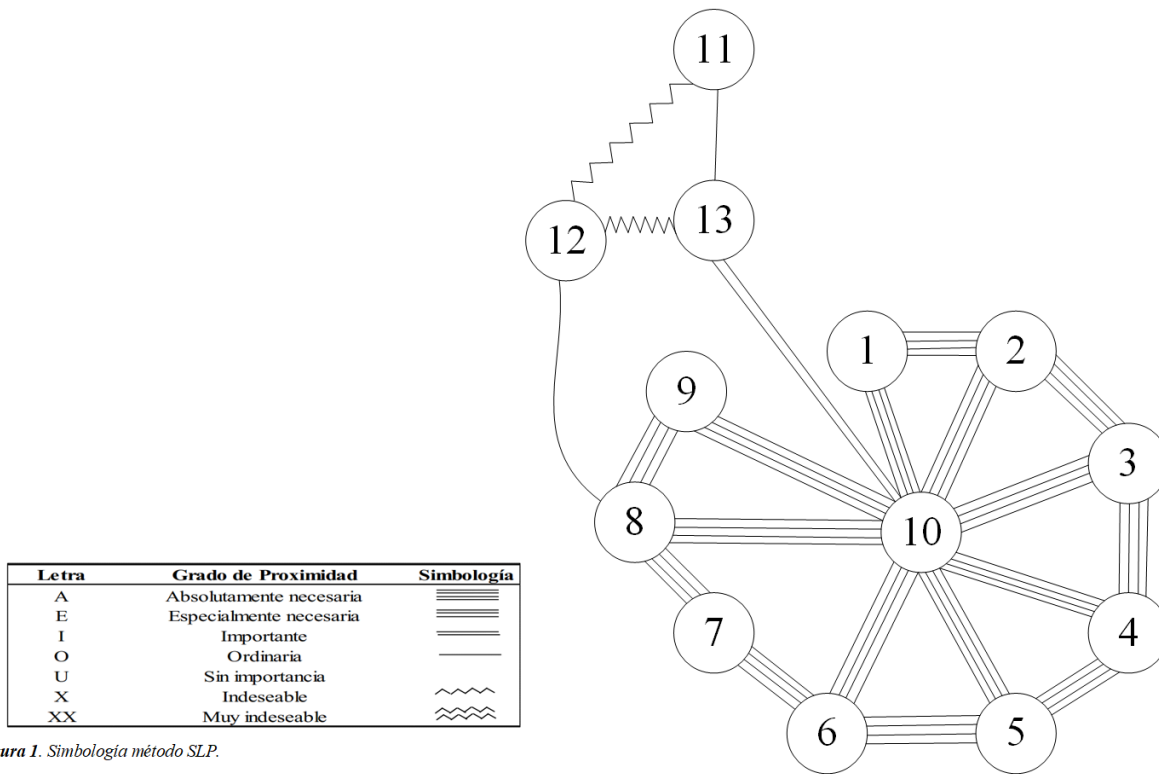 11
13
12
1
2
9
3
8
10
7
4
6
5
Letra Grado de Proximidad Simbología
A Absolutamente necesaria
E Especialmente necesaria
I Importante
O Ordinaria
U Sin importancia
X Indeseable
XX Muy indeseable
ura 1. Simbología método SLP.